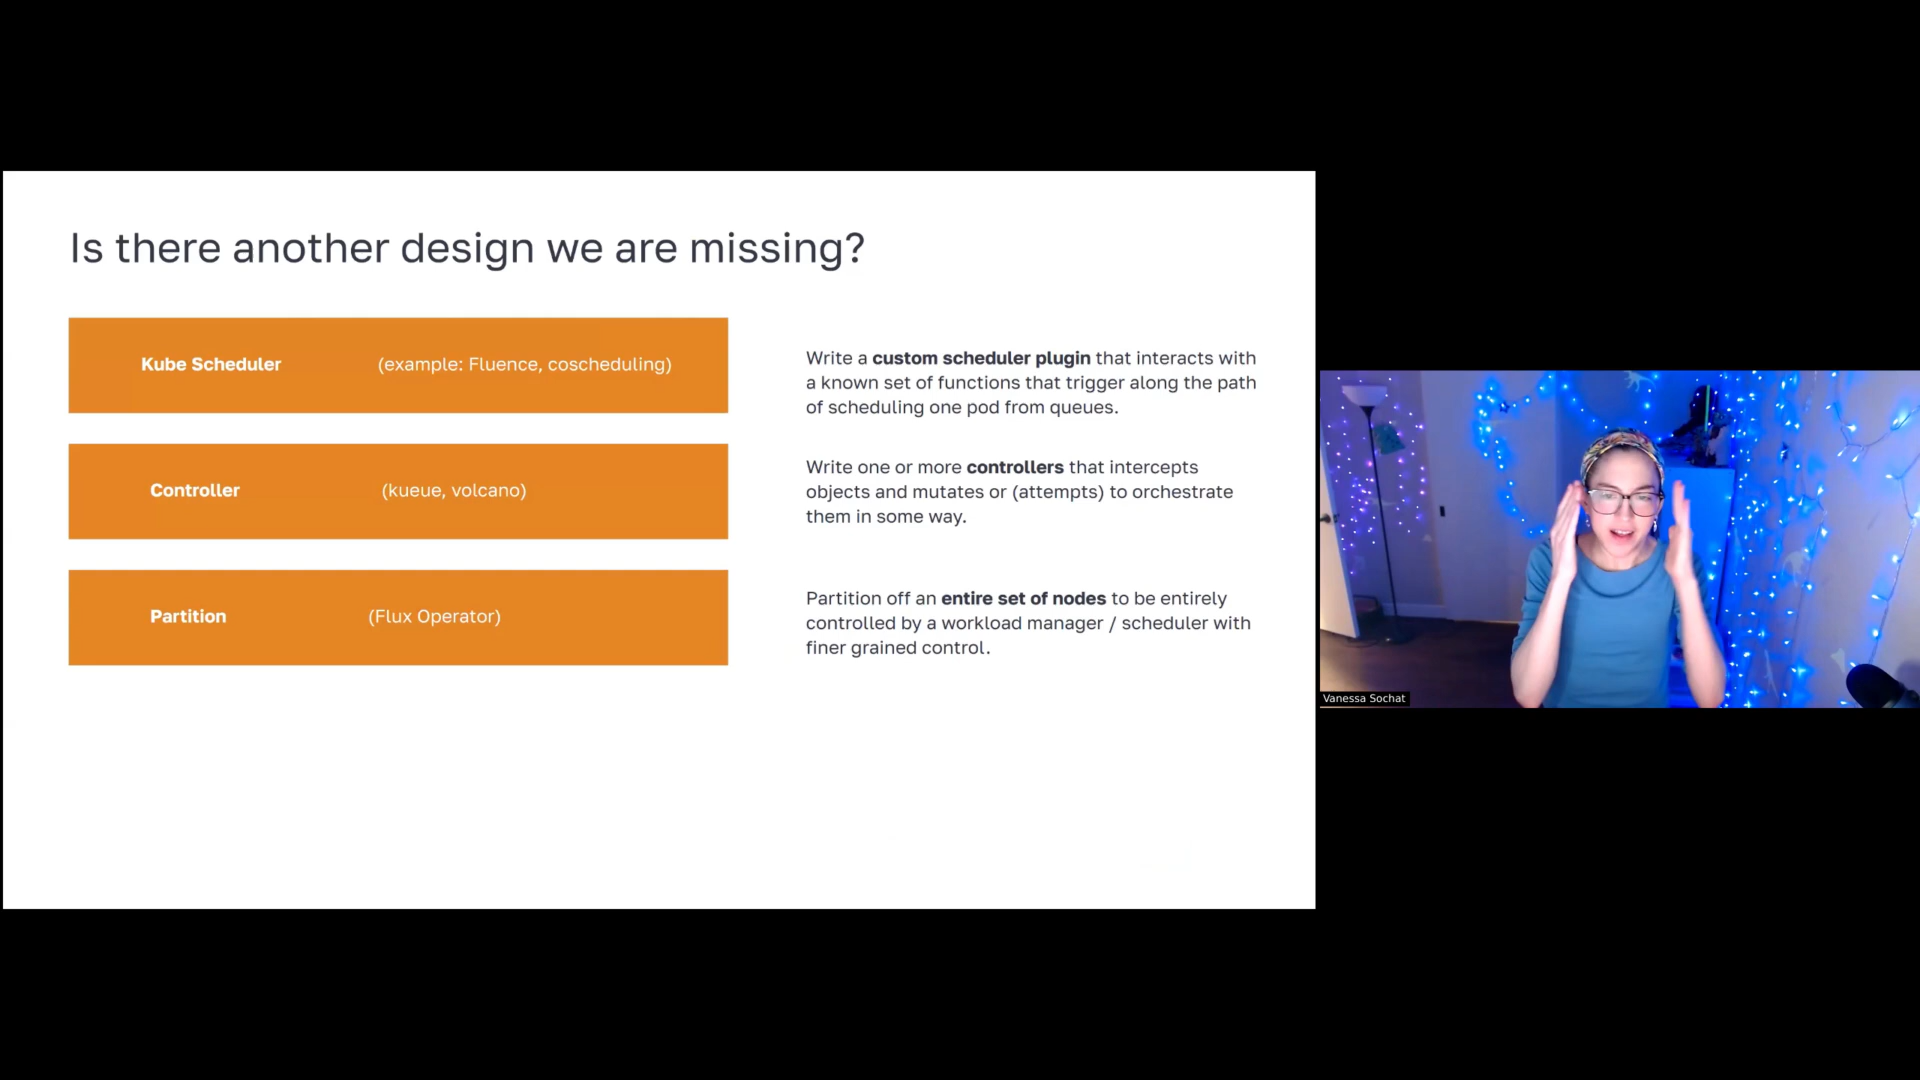 Is there another design we are missing?
Kube Scheduler (example: Fluence, coscheduling)
Write a custom scheduler plugin that interacts with
a known set of functions that trigger along the path
of scheduling one pod from queues.
Controller (kueue, volcano)
Write one or more controllers that intercepts
objects and mutates or (attempts) to orchestrate
them in some way.
Partition (Flux Operator)
Partition off an entire set of nodes to be entirely
controlled by a workload manager / scheduler with
finer grained control.
Vanessa Sochat